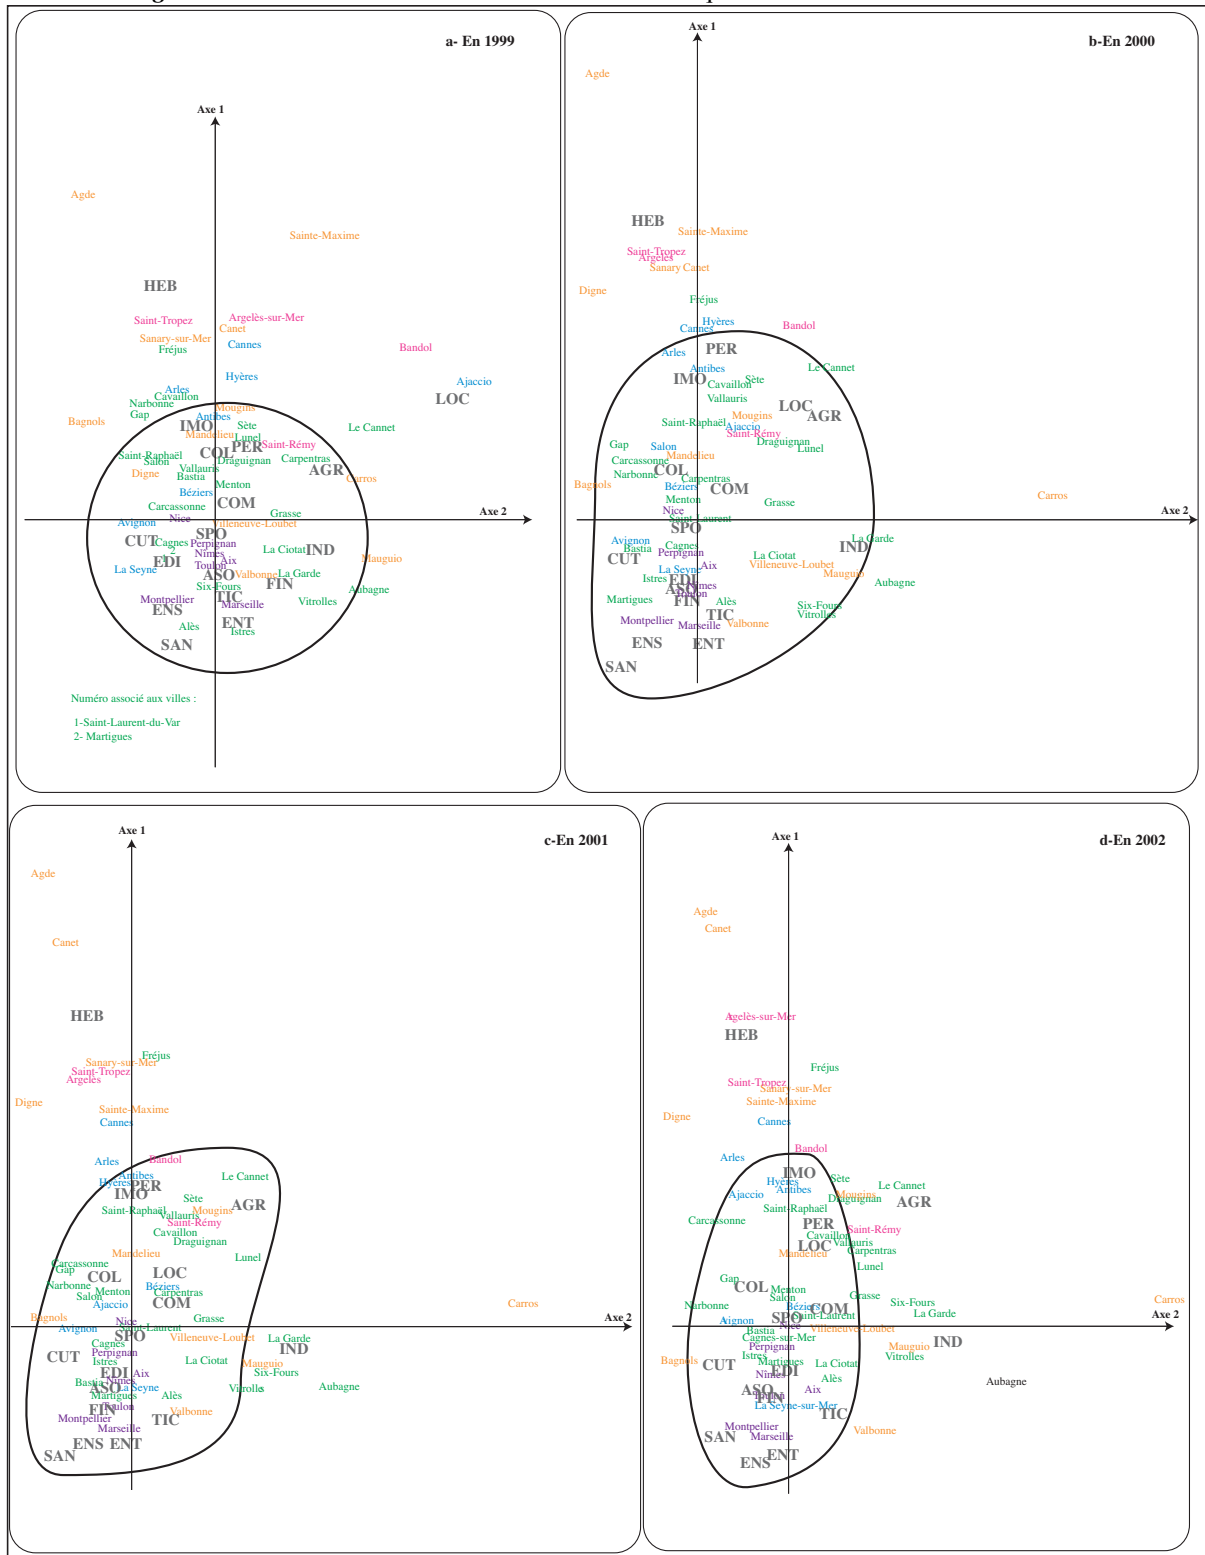 a- En 1999
Axe 1
Agde
Sainte-Maxime
HEB
Saint-Tropez
Argelès-sur-Mer
Canet
Sanary-sur-Mer
Fréjus
Cannes
Bandol
Hyères
Ajaccio
Arles
Cavaillon
LOC
Narbonne
Mougins
Gap
Antibes
Bagnols
IMO
Sète
Le Cannet
Mandelieu
Lunel
PER
Saint-Rémy
COL
Saint-Raphaël
Salon
Draguignan
Carpentras
Vallauris
AGR
Digne
Bastia
Carros
Menton
Béziers
COM
Carcassonne
Grasse
Axe 2
Nice
Avignon
Villeneuve-Loubet
SPO
CUT
Cagnes
Perpignan
La Ciotat
IND
2
Nîmes
1
EDI
Aix
Mauguio
Toulon
La Seyne
ASO
Valbonne
La Garde
FIN
Six-Fours
Aubagne
TIC
Montpellier
Marseille
Vitrolles
ENS
ENT
Alès
Istres
SAN
Numéro associé aux villes :
1-Saint-Laurent-du-Var
2- Martigues
b-En 2000
Axe 1
Agde
HEB
Sainte-Maxime
Saint-Tropez
Argelès
Sanary
Canet
Digne
Fréjus
Hyères
Cannes
Bandol
PER
Arles
Antibes
Le Cannet
IMO
Sète
Cavaillon
Vallauris
LOC
AGR
Mougins
Saint-Raphaël
Ajaccio
Saint-Rémy
Draguignan
Gap
Salon
Lunel
Mandelieu
Carcassonne
COL
Narbonne
Carpentras
Bagnols
Béziers
COM
Carros
Menton
Grasse
Nice
Saint-Laurent
Axe 2
SPO
Avignon
La Garde
Bastia
Cagnes
IND
Perpignan
La Ciotat
CUT
Villeneuve-Loubet
Aix
La Seyne
Mauguio
Istres
EDI
Aubagne
ASO
Nîmes
Toulon
Martigues
FIN
Alès
Six-Fours
TIC
Vitrolles
Montpellier
Marseille
Valbonne
ENS
ENT
SAN
c-En 2001
Axe 1
Agde
Canet
HEB
Fréjus
Sanary-sur-Mer
Saint-Tropez
Argelès
Digne
Sainte-Maxime
Cannes
Arles
Bandol
Antibes
Le Cannet
Hyères
PER
IMO
Sète
AGR
Saint-Raphaël
Mougins
Vallauris
Saint-Rémy
Cavaillon
Draguignan
Mandelieu
Lunel
Carcassonne
Gap
COL
LOC
Narbonne
Béziers
Menton
Carpentras
Salon
Ajaccio
COM
Carros
Bagnols
Grasse
Nice
Axe 2
Avignon
Saint-Laurent
SPO
Villeneuve-Loubet
La Garde
Cagnes
IND
Perpignan
CUT
Istres
La Ciotat
Mauguio
EDI
Aix
Six-Fours
Bastia
Nîmes
ASO
La Seyne
Vitrolles
Aubagne
Martigues
Alès
Toulon
FIN
Valbonne
Montpellier
TIC
Marseille
ENS
ENT
SAN
d-En 2002
Axe 1
Agde
Canet
Agelès-sur-Mer
HEB
Fréjus
Saint-Tropez
Sanary-sur-Mer
Sainte-Maxime
Digne
Cannes
Bandol
Arles
IMO
Hyères
Sète
Antibes
Le Cannet
Ajaccio
Mougins
Draguignan
AGR
Saint-Raphaël
Carcassonne
PER
Saint-Rémy
Cavaillon
Vallauris
LOC
Carpentras
Mandelieu
Lunel
Gap
COL
Menton
Salon
Grasse
Carros
Narbonne
Béziers
COM
Six-Fours
La Garde
Saint-Laurent
Axe 2
SPO
Avignon
Nice
Villeneuve-Loubet
Bastia
Cagnes-sur-Mer
IND
Perpignan
Mauguio
Istres
Vitrolles
Bagnols
Martigues
CUT
La Ciotat
EDI
Nîmes
Alès
Aubagne
ASO
Aix
Toulon
FIN
La Seyne-sur-Mer
TIC
Montpellier
Valbonne
SAN
Marseille
ENT
ENS